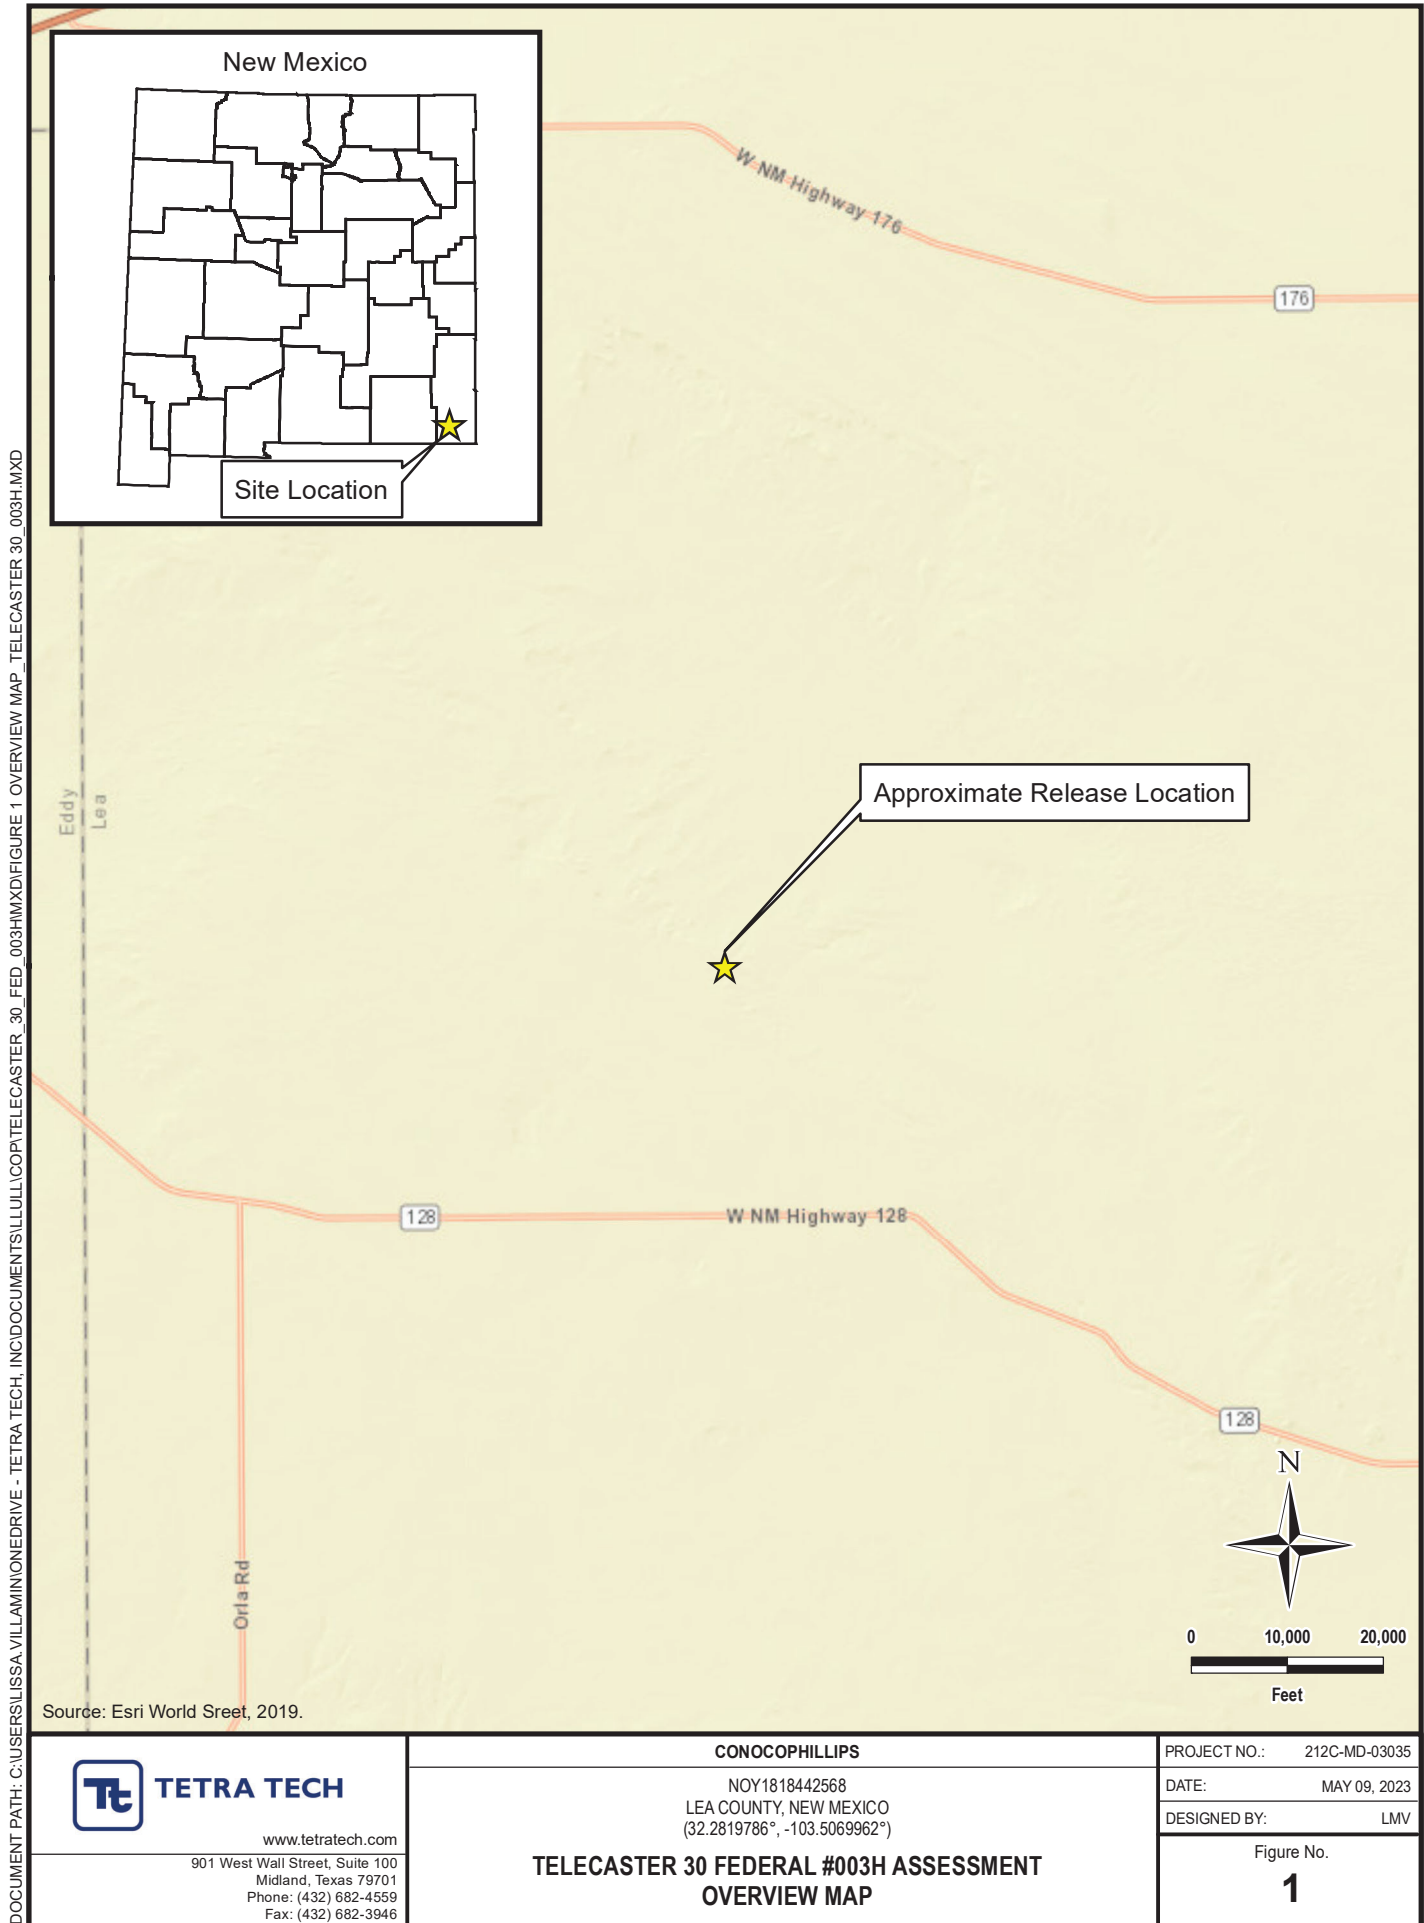 New Mexico
Site Location
W NM Highway 176
176
Eddy
Lea
Approximate Release Location
128
W NM Highway 128
128
Orla Rd
N
0 10,000 20,000
Feet
Source: Esri World Sreet, 2019.
DOCUMENT PATH: C:\USERS\LISSA.VILLAMIN\ONEDRIVE - TETRA TECH, INC\DOCUMENTS\LLULL\COP\TELECASTER_30_FED_003H\MXD\FIGURE 1 OVERVIEW MAP_TELECASTER 30_003H.MXD
Tt TETRA TECH
www.tetratech.com
901 West Wall Street, Suite 100
Midland, Texas 79701
Phone: (432) 682-4559
Fax: (432) 682-3946
CONOCOPHILLIPS
NOY1818442568
LEA COUNTY, NEW MEXICO
(32.2819786°, -103.5069962°)
TELECASTER 30 FEDERAL #003H ASSESSMENT
OVERVIEW MAP
PROJECT NO.: 212C-MD-03035
DATE: MAY 09, 2023
DESIGNED BY: LMV
Figure No.
1